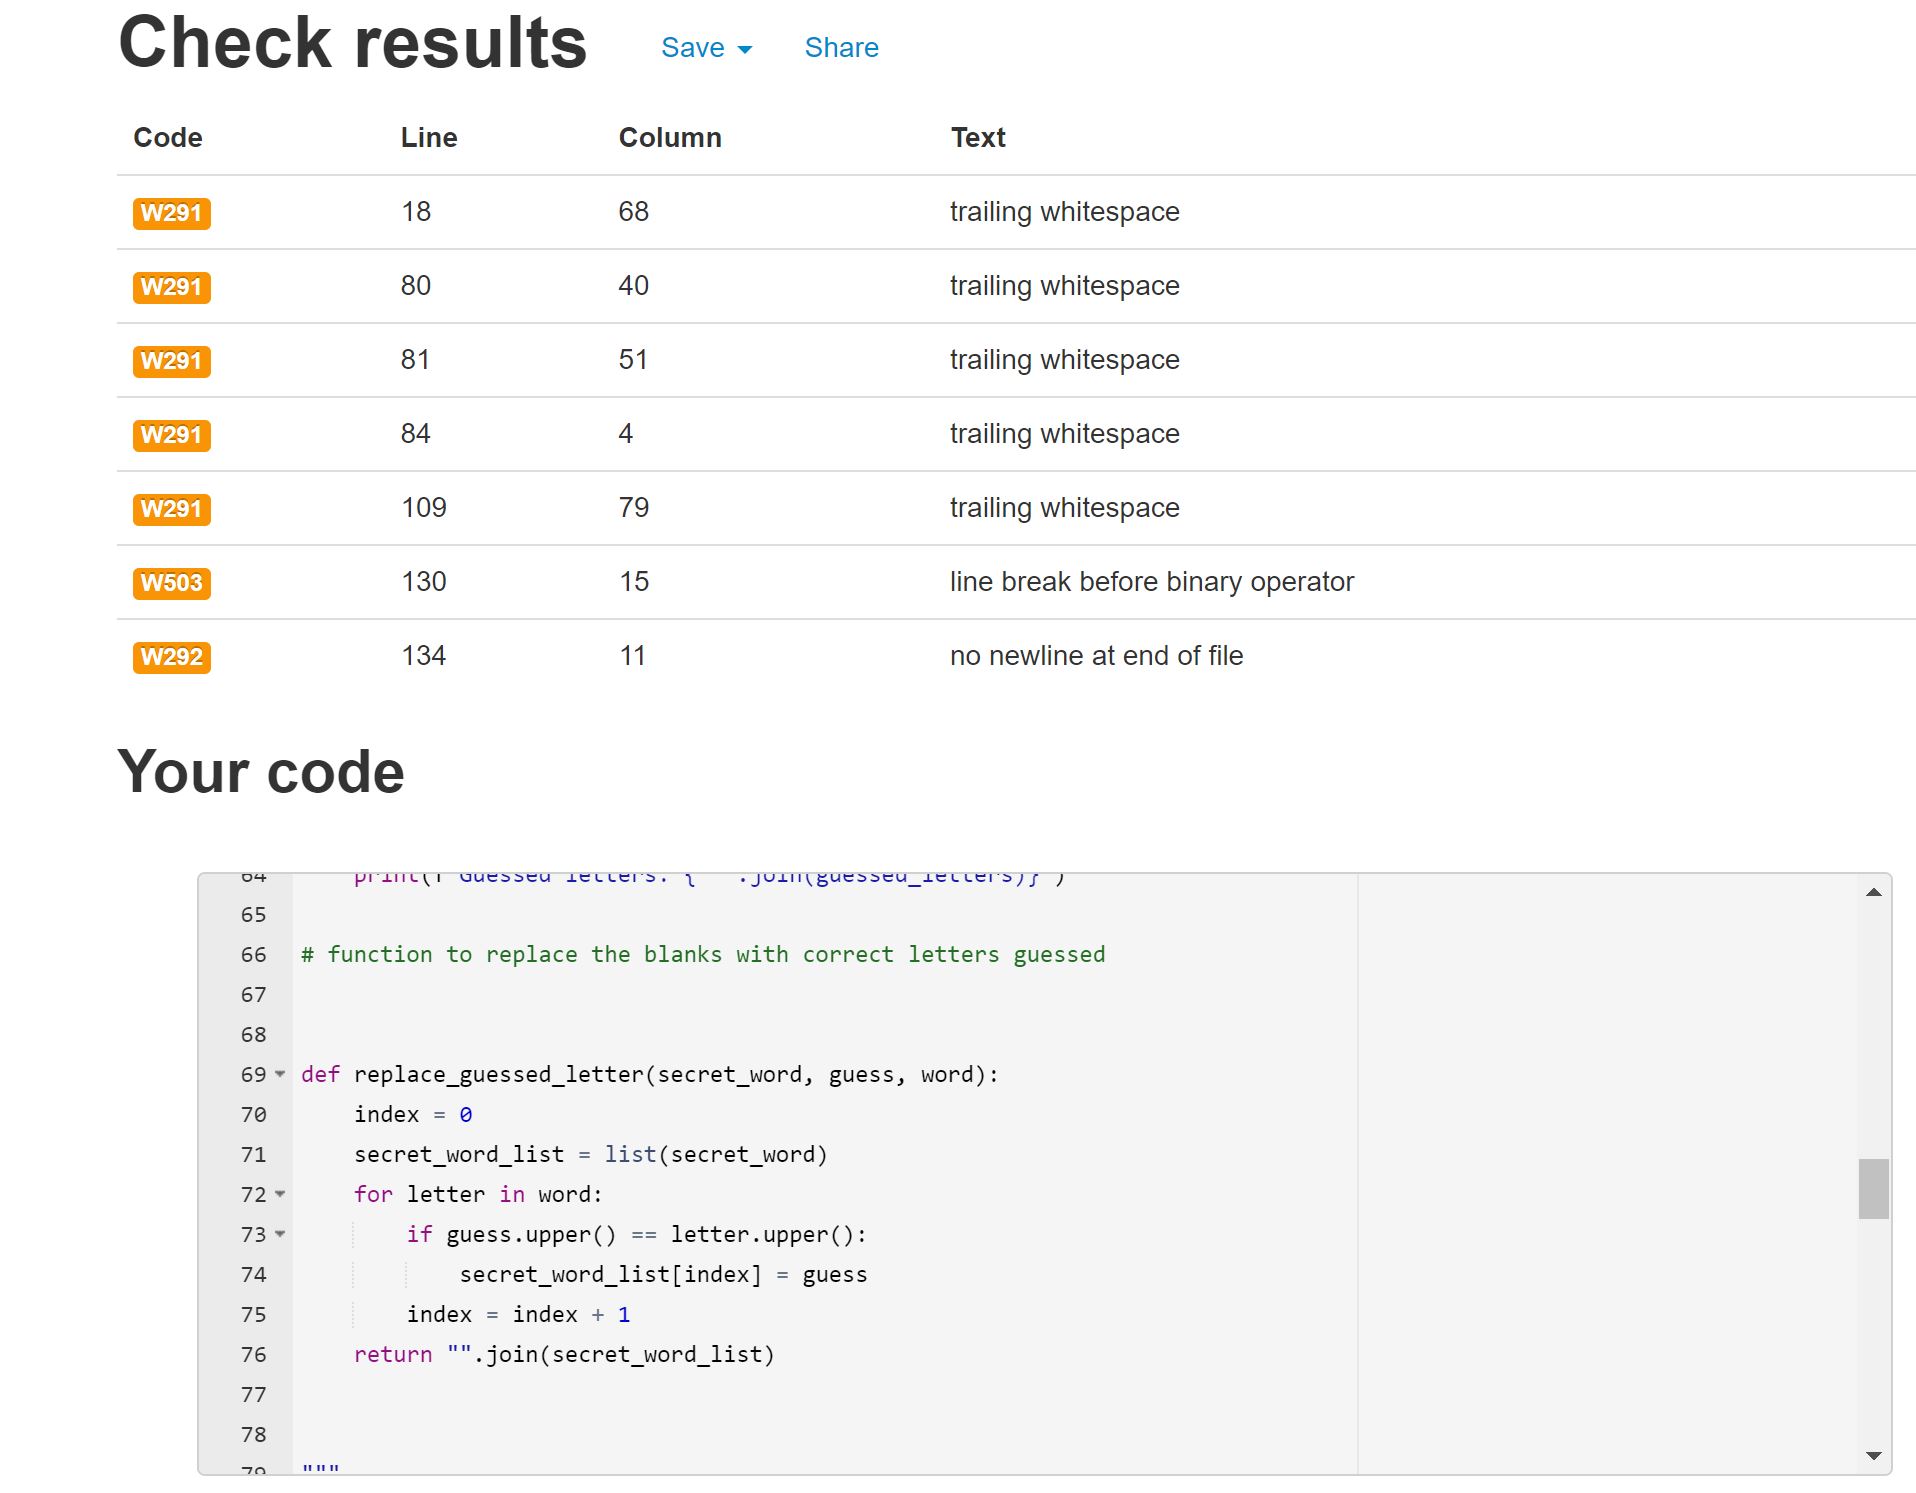 Check results Save Share
Code Line Column Text
W291 18 68 trailing whitespace
W291 80 40 trailing whitespace
W291 81 51 trailing whitespace
W291 84 4 trailing whitespace
W291 109 79 trailing whitespace
W503 130 15 line break before binary operator
W292 134 11 no newline at end of file
Your code
64 print(f"Guessed letters: {" ".join(guessed_letters)}")
65
66 # function to replace the blanks with correct letters guessed
67
68
69 def replace_guessed_letter(secret_word, guess, word):
70 index = 0
71 secret_word_list = list(secret_word)
72 for letter in word:
73 if guess.upper() == letter.upper():
74 secret_word_list[index] = guess
75 index = index + 1
76 return "".join(secret_word_list)
77
78
79 """